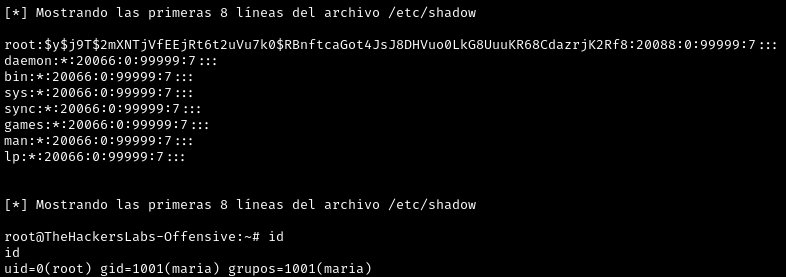 [*] Mostrando las primeras 8 líneas del archivo /etc/shadow
root:$y$j9T$2mXNTjVfEEjRt6t2uVu7k0$RBnftcaGot4JsJ8DHVuo0LkG8UuuKR68CdazrjK2Rf8:20088:0:99999:7:::
daemon:*:20066:0:99999:7:::
bin:*:20066:0:99999:7:::
sys:*:20066:0:99999:7:::
sync:*:20066:0:99999:7:::
games:*:20066:0:99999:7:::
man:*:20066:0:99999:7:::
lp:*:20066:0:99999:7:::
[*] Mostrando las primeras 8 líneas del archivo /etc/shadow
root@TheHackersLabs-Offensive:~# id
id
uid=0(root) gid=1001(maria) grupos=1001(maria)